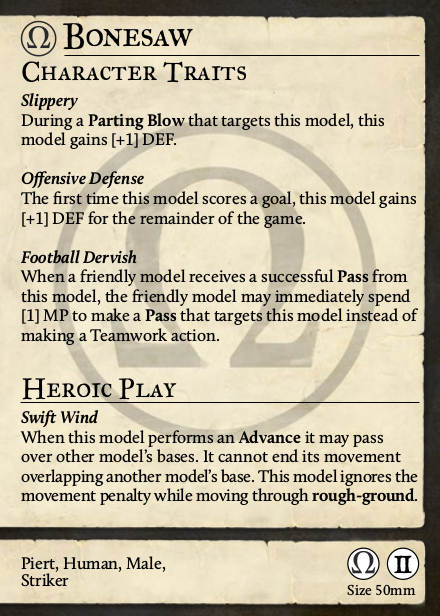 Ω BONESAW
CHARACTER TRAITS
Slippery
During a Parting Blow that targets this model, this
model gains [+1] DEF.
Offensive Defense
The first time this model scores a goal, this model gains
[+1] DEF for the remainder of the game.
Football Dervish
When a friendly model receives a successful Pass from
this model, the friendly model may immediately spend
[1] MP to make a Pass that targets this model instead of
making a Teamwork action.
HEROIC PLAY
Swift Wind
When this model performs an Advance it may pass
over other model's bases. It cannot end its movement
overlapping another model's base. This model ignores the
movement penalty while moving through rough-ground.
Piert, Human, Male,
Striker
Ω II
Size 50mm